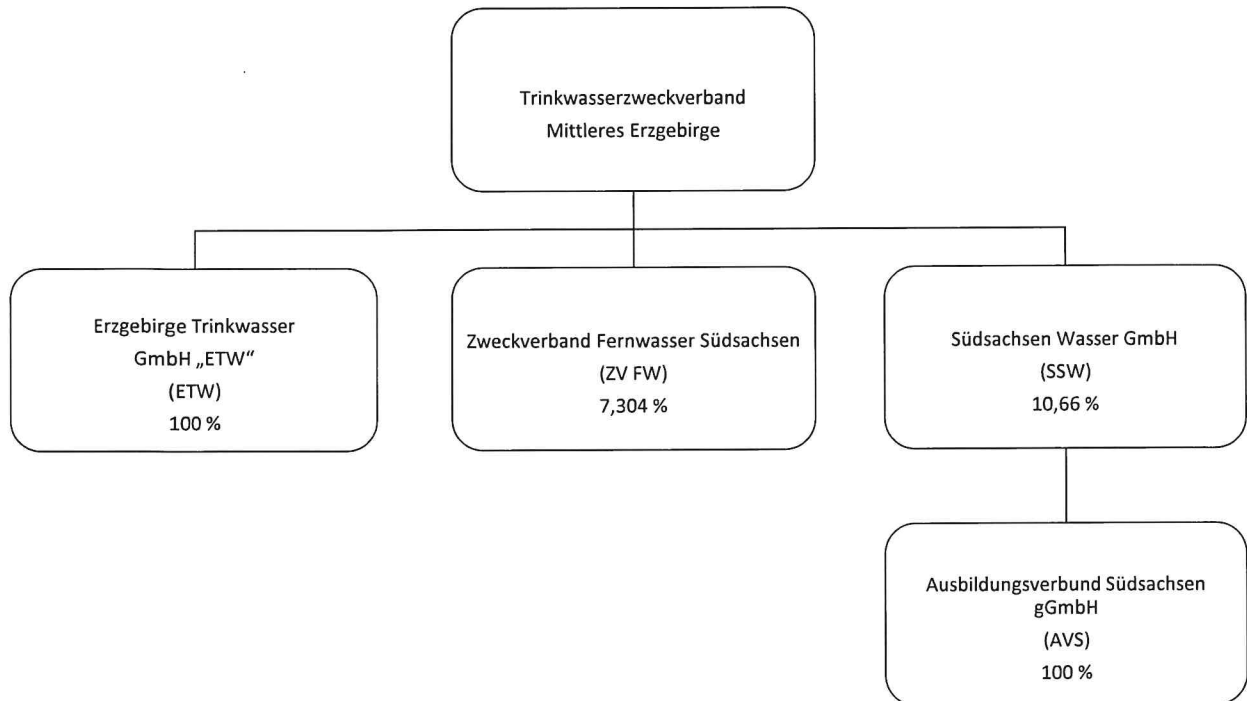 Trinkwasserzweckverband
Mittleres Erzgebirge
Erzgebirge Trinkwasser
GmbH „ETW“
(ETW)
100 %
Zweckverband Fernwasser Südsachsen
(ZV FW)
7,304 %
Südsachsen Wasser GmbH
(SSW)
10,66 %
Ausbildungsverbund Südsachsen
gGmbH
(AVS)
100 %